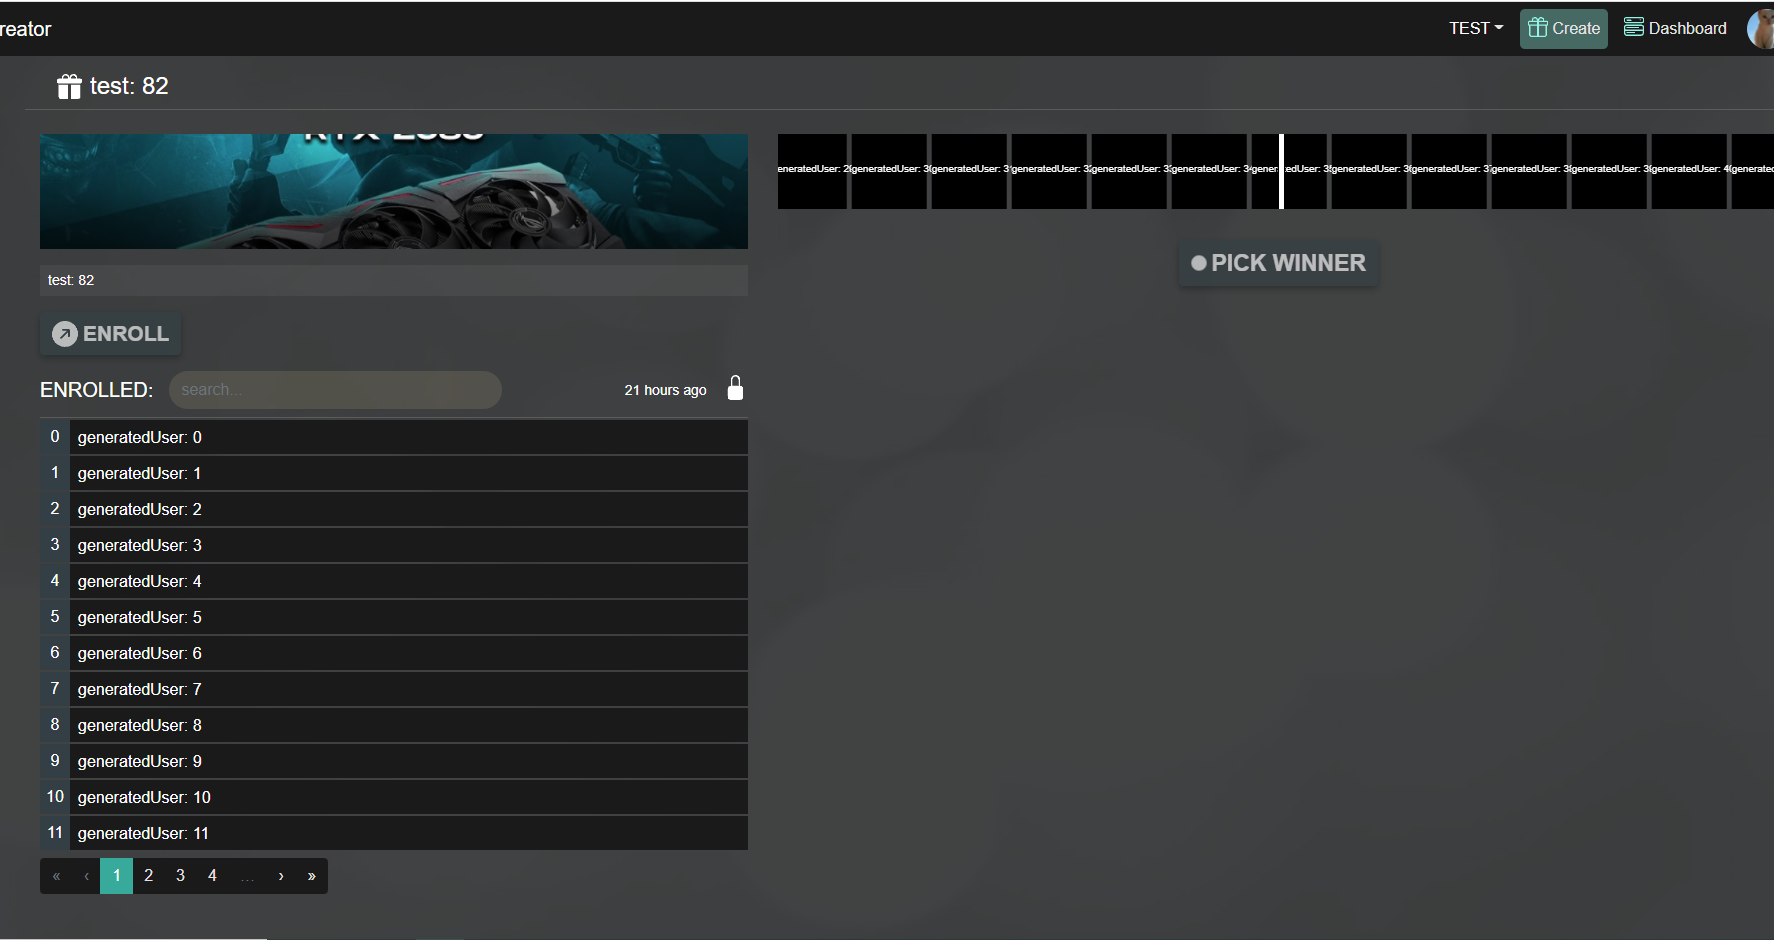 reator
TEST Create Dashboard
test: 82
test: 82
ENROLL
ENROLLED: search... 21 hours ago
0 generatedUser: 0
1 generatedUser: 1
2 generatedUser: 2
3 generatedUser: 3
4 generatedUser: 4
5 generatedUser: 5
6 generatedUser: 6
7 generatedUser: 7
8 generatedUser: 8
9 generatedUser: 9
10 generatedUser: 10
11 generatedUser: 11
« ‹ 1 2 3 4 ... › »
eneratedUser: 2 generatedUser: 3 generatedUser: 3 generatedUser: 3 generatedUser: 3 generatedUser: 3 gener edUser: 3 generatedUser: 3 generatedUser: 3 generatedUser: 3 generatedUser: 3 generatedUser: 4 generated
PICK WINNER